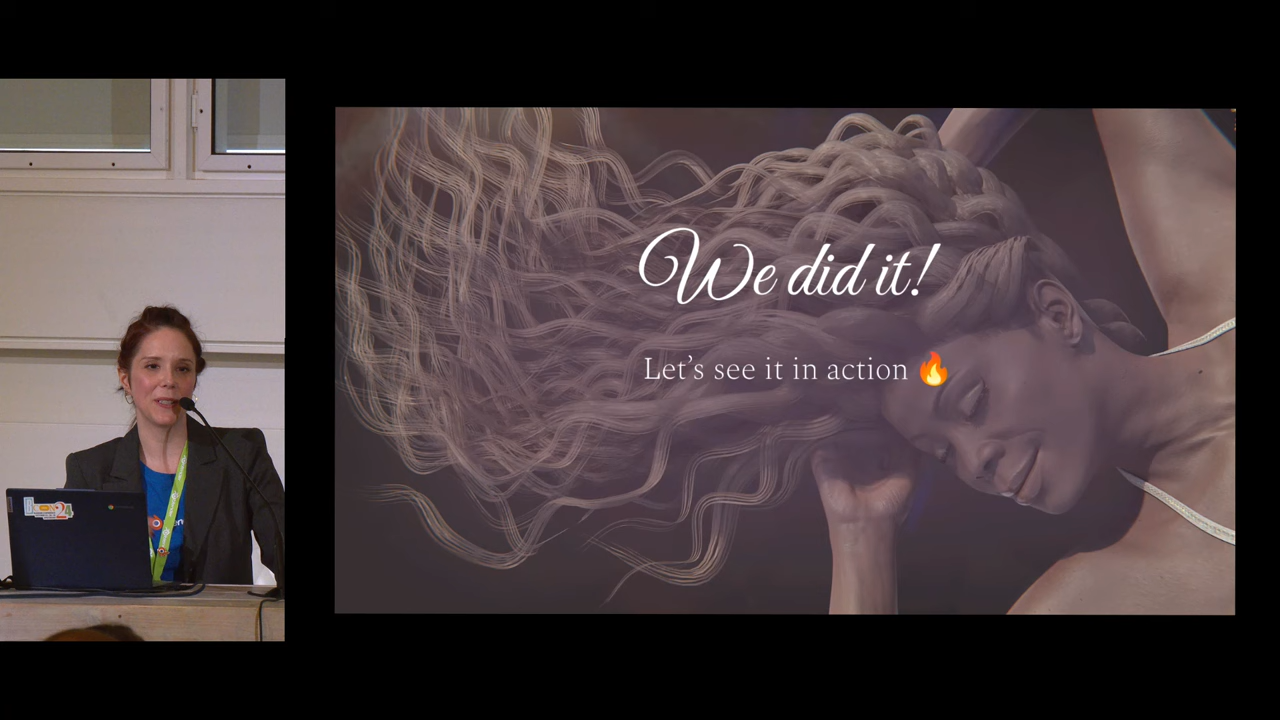 We did it!
Let's see it in action 🔥